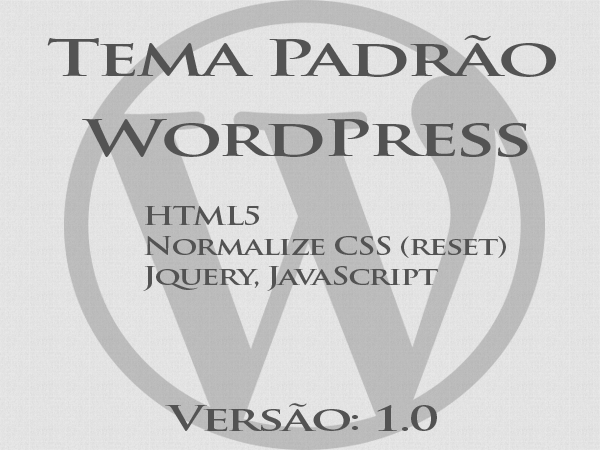 Tema Padrão
WordPress
HTML5
Normalize CSS (reset)
Jquery, JavaScript
Versão: 1.0